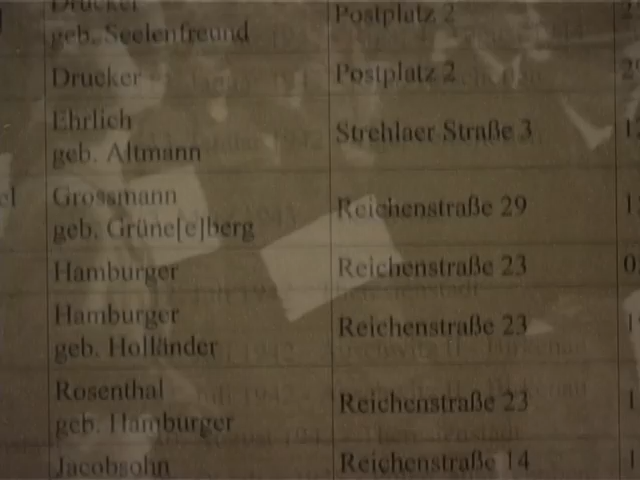 Drucker
geb. Seelenfreund
Postplatz 2
Drucker
Postplatz 2
Ehrlich
geb. Altmann
Strehlaer Straße 3
Grossmann
geb. Grüne[e]berg
Reichenstraße 29
Hamburger
Reichenstraße 23
Hamburger
geb. Holländer
Reichenstraße 23
Rosenthal
geb. Hamburger
Reichenstraße 23
Jacobsohn
Reichenstraße 14